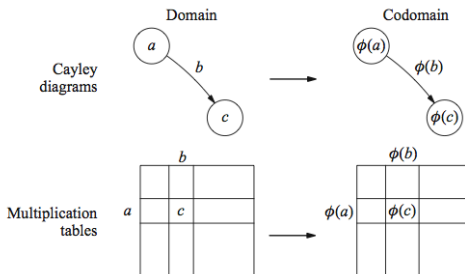 Domain
Codomain
Cayley
diagrams
a
b
c
ϕ(a)
ϕ(b)
ϕ(c)
Multiplication
tables
b
a
c
ϕ(b)
ϕ(a)
ϕ(c)